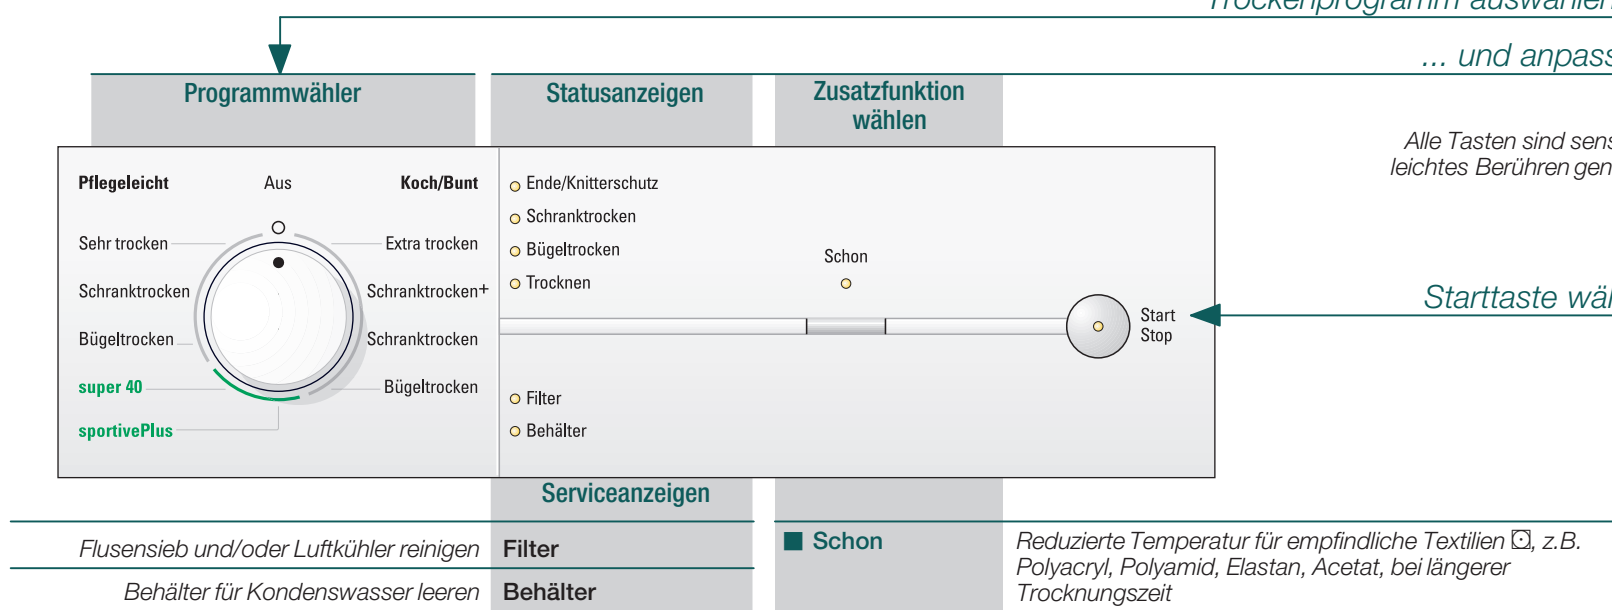 Trockenprogramm auswählen
... und anpass
Programmwähler
Statusanzeigen
Zusatzfunktion
wählen
Alle Tasten sind sens
leichtes Berühren gen
Pflegeleicht
Aus
Koch/Bunt
Sehr trocken
Extra trocken
Schranktrocken
Schranktrocken+
Bügeltrocken
Schranktrocken
super 40
Bügeltrocken
sportivePlus
Ende/Knitterschutz
Schranktrocken
Bügeltrocken
Trocknen
Schon
Starttaste wäl
Start
Stop
Filter
Behälter
Serviceanzeigen
Flusensieb und/oder Luftkühler reinigen Filter
Behälter für Kondenswasser leeren Behälter
■ Schon
Reduzierte Temperatur für empfindliche Textilien ⊡, z.B.
Polyacryl, Polyamid, Elastan, Acetat, bei längerer
Trocknungszeit